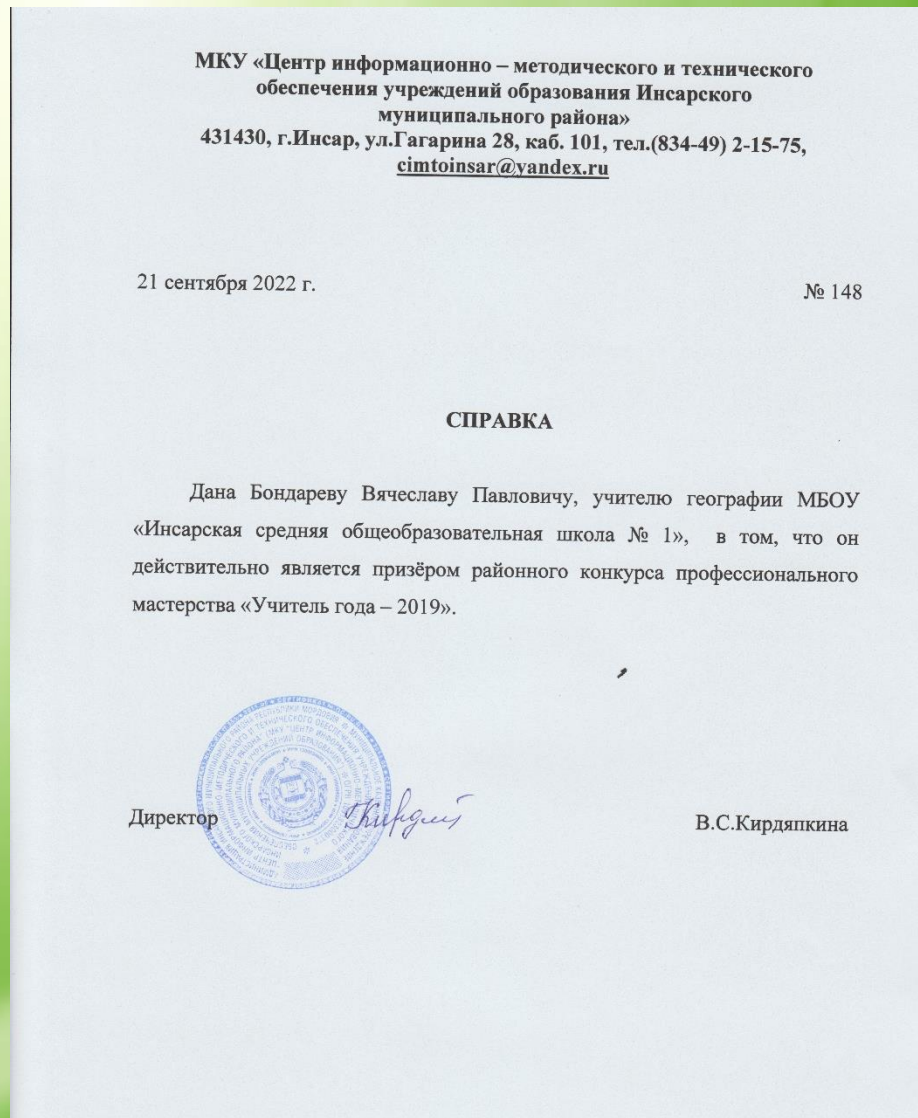 МКУ «Центр информационно – методического и технического
обеспечения учреждений образования Инсарского
муниципального района»
431430, г.Инсар, ул.Гагарина 28, каб. 101, тел.(834-49) 2-15-75,
cimtoinsar@yandex.ru
21 сентября 2022 г.
№ 148
СПРАВКА
Дана Бондареву Вячеславу Павловичу, учителю географии МБОУ
«Инсарская средняя общеобразовательная школа № 1», в том, что он
действительно является призёром районного конкурса профессионального
мастерства «Учитель года – 2019».
Директор
В.С.Кирдяпкина